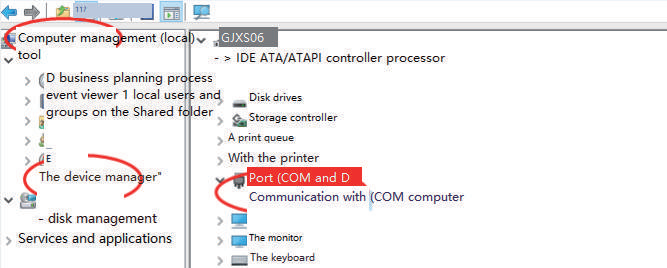 11/
Computer management (local)
tool
D business planning process
event viewer 1 local users and
groups on the Shared folder
E
The device manager"
- disk management
Services and applications
GJXS06
- > IDE ATA/ATAPI controller processor
Disk drives
Storage controller
A print queue
With the printer
Port (COM and D
Communication with (COM computer
The monitor
The keyboard